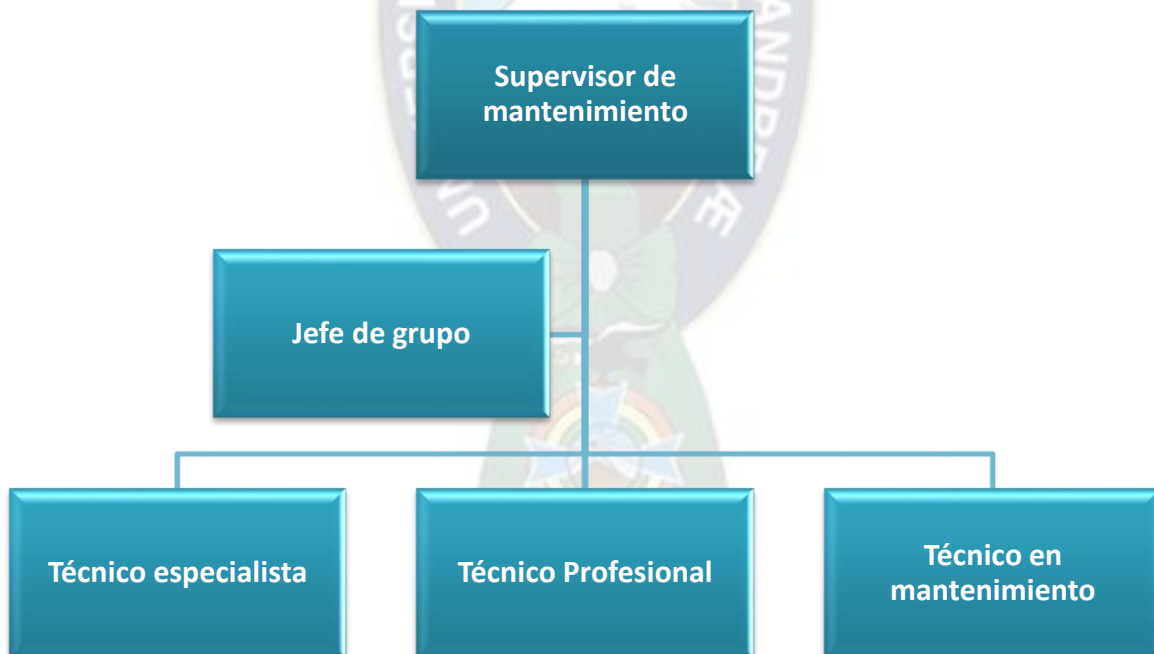 Supervisor de
mantenimiento
Jefe de grupo
Técnico especialista
Técnico Profesional
Técnico en
mantenimiento